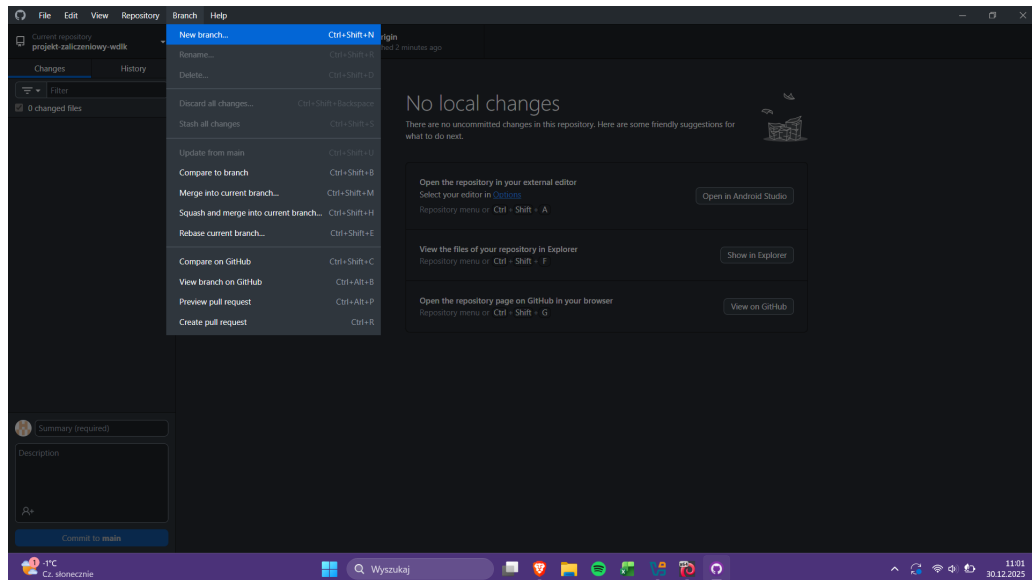 File Edit View Repository Branch Help
Current repository
projekt-zaliczeniowy-wdlk
rigin
hed 2 minutes ago
Changes History
Filter
0 changed files
New branch... Ctrl+Shift+N
Rename... Ctrl+Shift+R
Delete... Ctrl+Shift+D
Discard all changes... Ctrl+Shift+Backspace
Stash all changes Ctrl+Shift+S
Update from main Ctrl+Shift+U
Compare to branch Ctrl+Shift+B
Merge into current branch... Ctrl+Shift+M
Squash and merge into current branch... Ctrl+Shift+H
Rebase current branch... Ctrl+Shift+E
Compare on GitHub Ctrl+Shift+C
View branch on GitHub Ctrl+Alt+B
Preview pull request Ctrl+Alt+P
Create pull request Ctrl+R
No local changes
There are no uncommitted changes in this repository. Here are some friendly suggestions for
what to do next.
Open the repository in your external editor
Select your editor in Options
Repository menu or Ctrl + Shift + A
Open in Android Studio
View the files of your repository in Explorer
Repository menu or Ctrl + Shift + F
Show in Explorer
Open the repository page on GitHub in your browser
Repository menu or Ctrl + Shift + G
View on GitHub
Summary (required)
Description
Commit to main
1
-1°C
Cz. słonecznie
Wyszukaj
11:01
30.12.2025